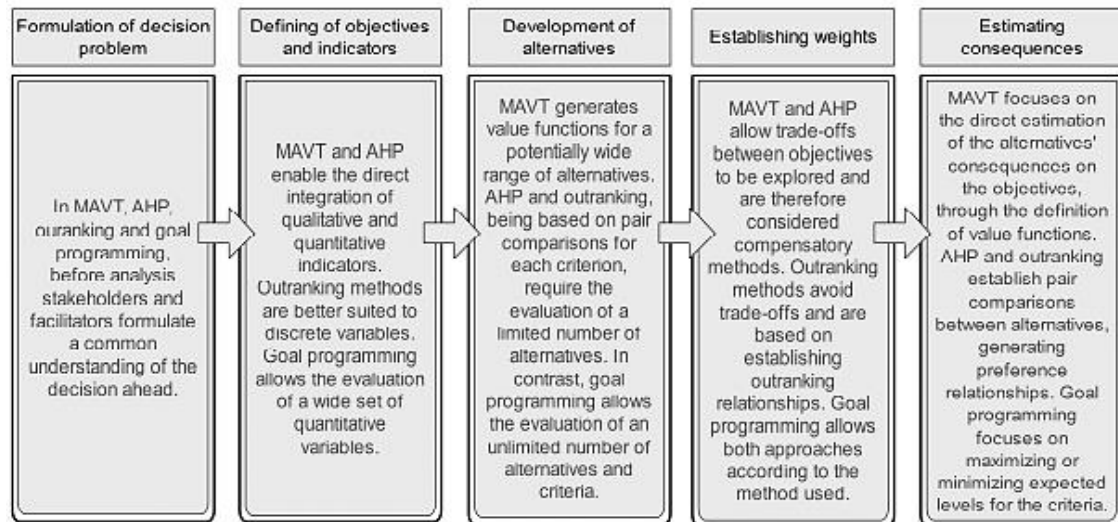 Formulation of decision
problem
In MAVT, AHP,
ouranking and goal
programming,
before analysis
stakeholders and
facilitators formulate
a common
understanding of the
decision ahead.
Defining of objectives
and indicators
MAVT and AHP
enable the direct
integration of
qualitative and
quantitative
indicators.
Outranking methods
are better suited to
discrete variables.
Goal programming
allows the evaluation
of a wide set of
quantitative
variables.
Development of
alternatives
MAVT generates
value functions for a
potentially wide
range of alternatives.
AHP and outranking,
being based on pair
comparisons for
each criterion,
require the
evaluation of a
limited number of
alternatives. In
contrast, goal
programming allows
the evaluation of an
unlimited number of
alternatives and
criteria.
Establishing weights
MAVT and AHP
allow trade-offs
between objectives
to be explored and
are therefore
considered
compensatory
methods. Outranking
methods avoid
trade-offs and are
based on
establishing
outranking
relationships. Goal
programming allows
both approaches
according to the
method used.
Estimating
consequences
MAVT focuses on
the direct estimation
of the alternatives'
consequences on
the objectives,
through the definition
of value functions.
AHP and outranking
establish pair
comparisons
between alternatives,
generating
preference
relationships. Goal
programming
focuses on
maximizing or
minimizing expected
levels for the criteria.